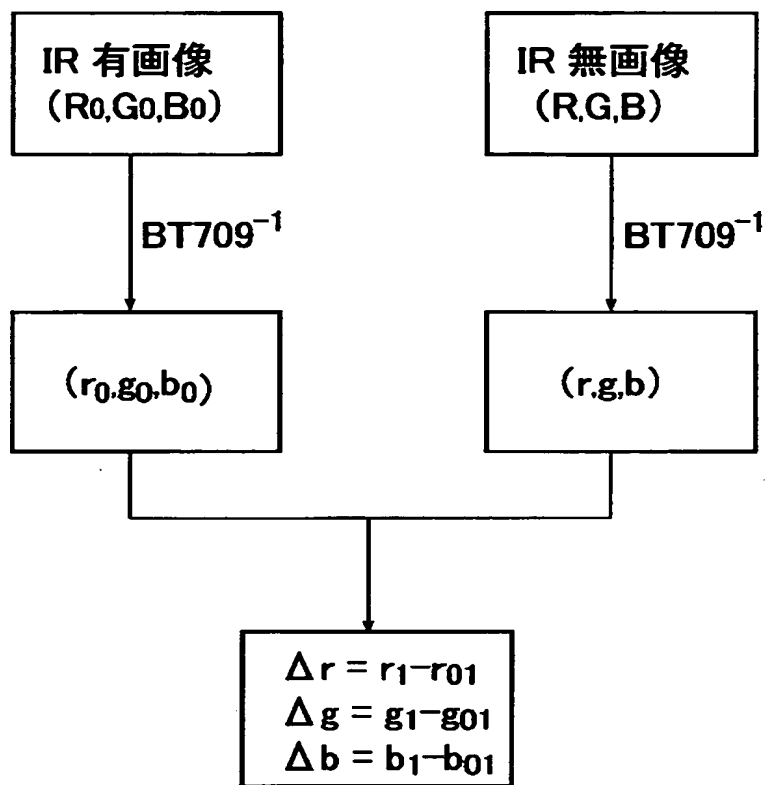 IR 有画像
(R₀,G₀,B₀)
IR 無画像
(R,G,B)
BT709⁻¹
BT709⁻¹
(r₀,g₀,b₀)
(r,g,b)
Δr = r₁−r₀₁
Δg = g₁−g₀₁
Δb = b₁−b₀₁